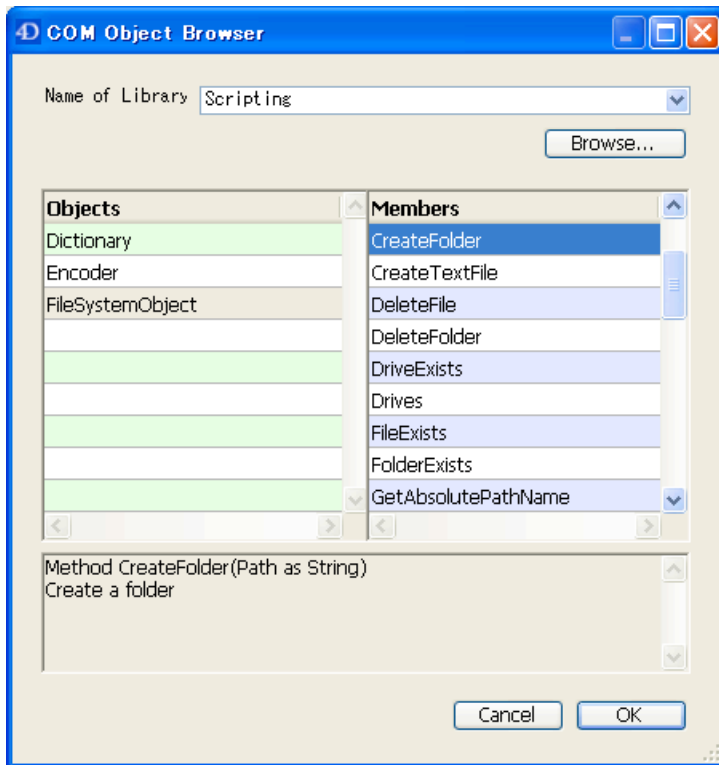 4D COM Object Browser
Name of Library Scripting
Browse...
Objects
Dictionary
Encoder
FileSystemObject
Members
CreateFolder
CreateTextFile
DeleteFile
DeleteFolder
DriveExists
Drives
FileExists
FolderExists
GetAbsolutePathName
Method CreateFolder(Path as String)
Create a folder
Cancel OK